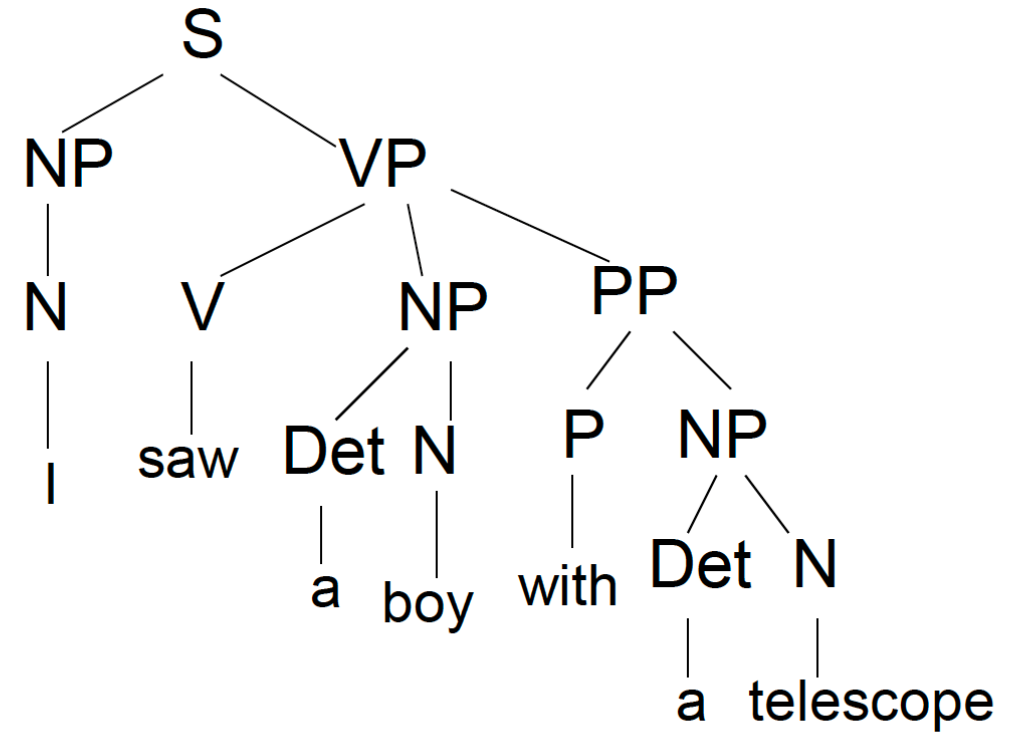 S
NP VP
N V NP PP
I saw Det N P NP
a boy with Det N
a telescope